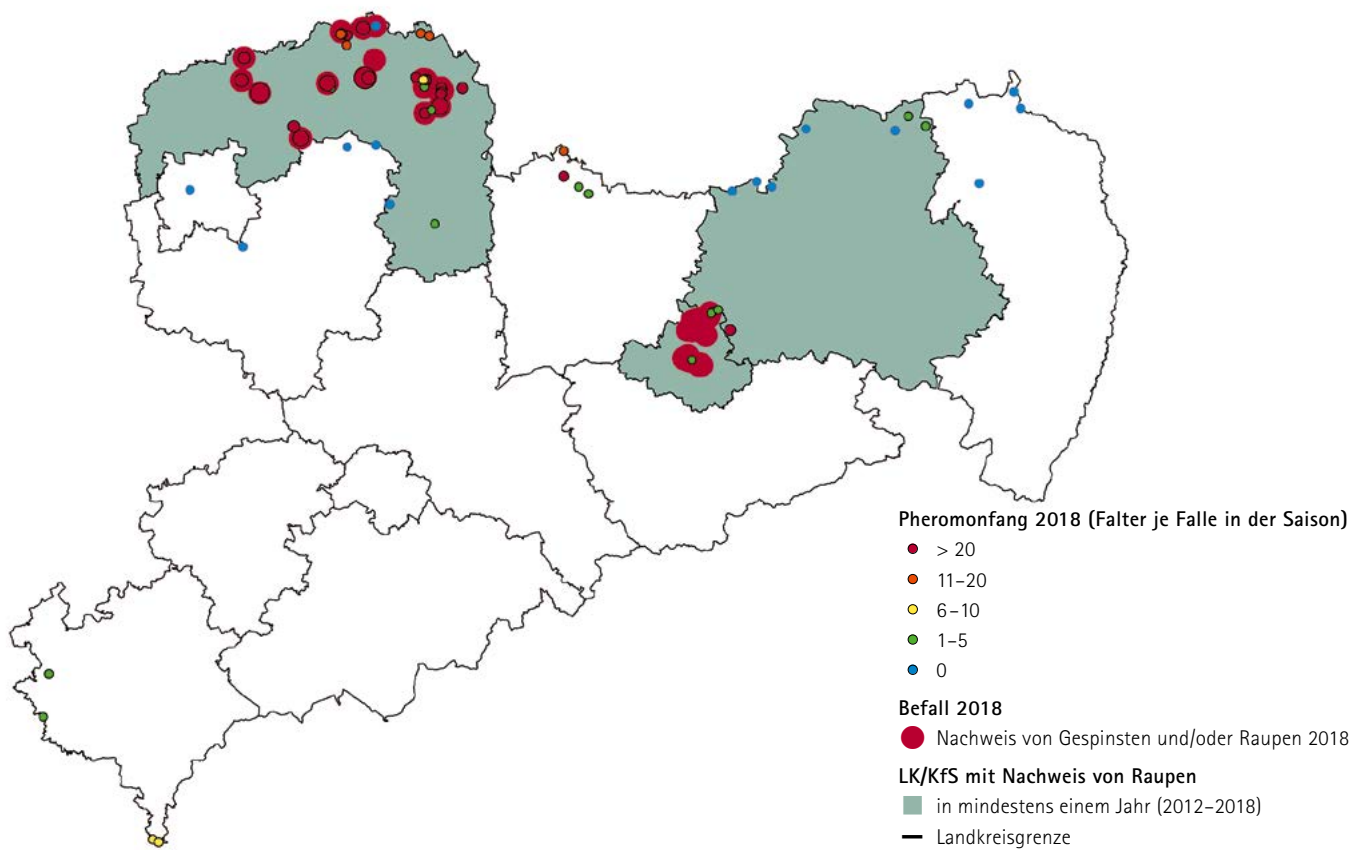 Pheromonfang 2018 (Falter je Falle in der Saison)
> 20
11–20
6–10
1–5
0
Befall 2018
Nachweis von Gespinsten und/oder Raupen 2018
LK/KfS mit Nachweis von Raupen
in mindestens einem Jahr (2012–2018)
Landkreisgrenze